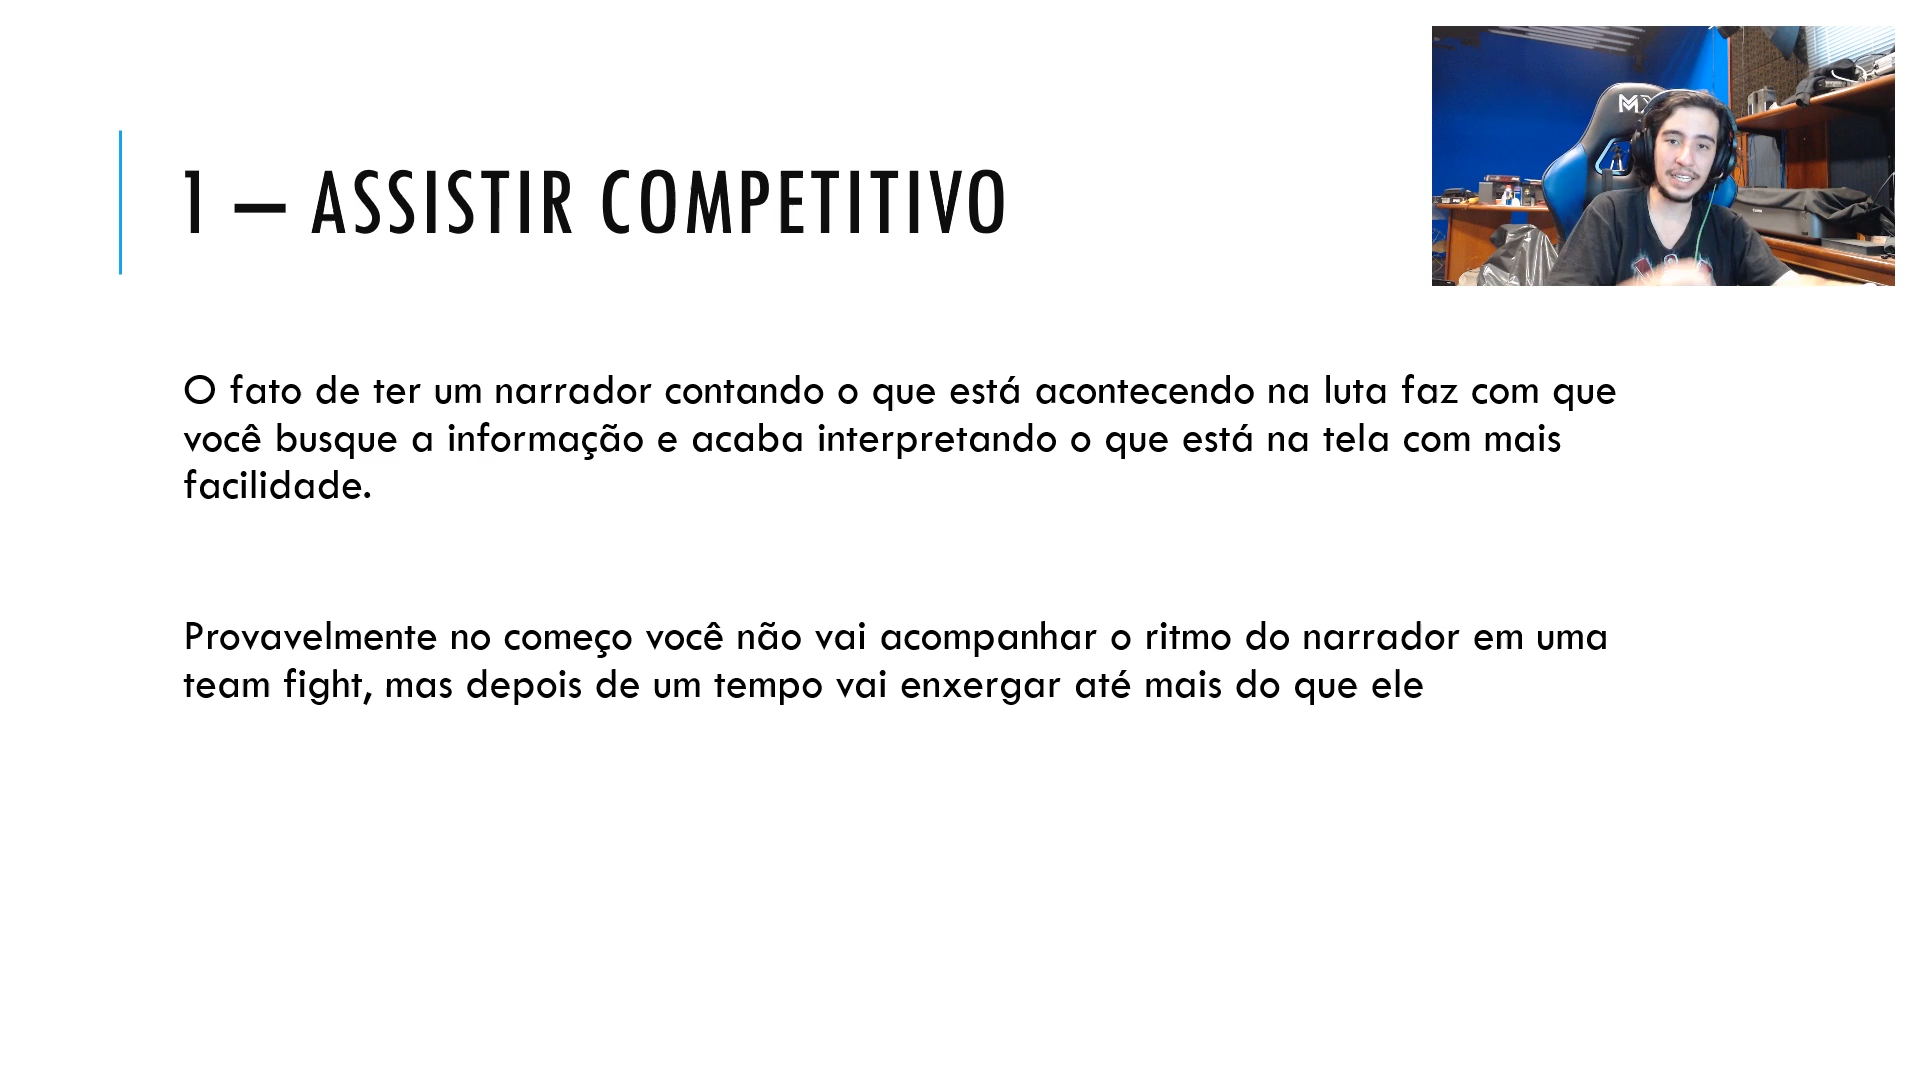 1 – ASSISTIR COMPETITIVO
O fato de ter um narrador contando o que está acontecendo na luta faz com que
você busque a informação e acaba interpretando o que está na tela com mais
facilidade.
Provavelmente no começo você não vai acompanhar o ritmo do narrador em uma
team fight, mas depois de um tempo vai enxergar até mais do que ele